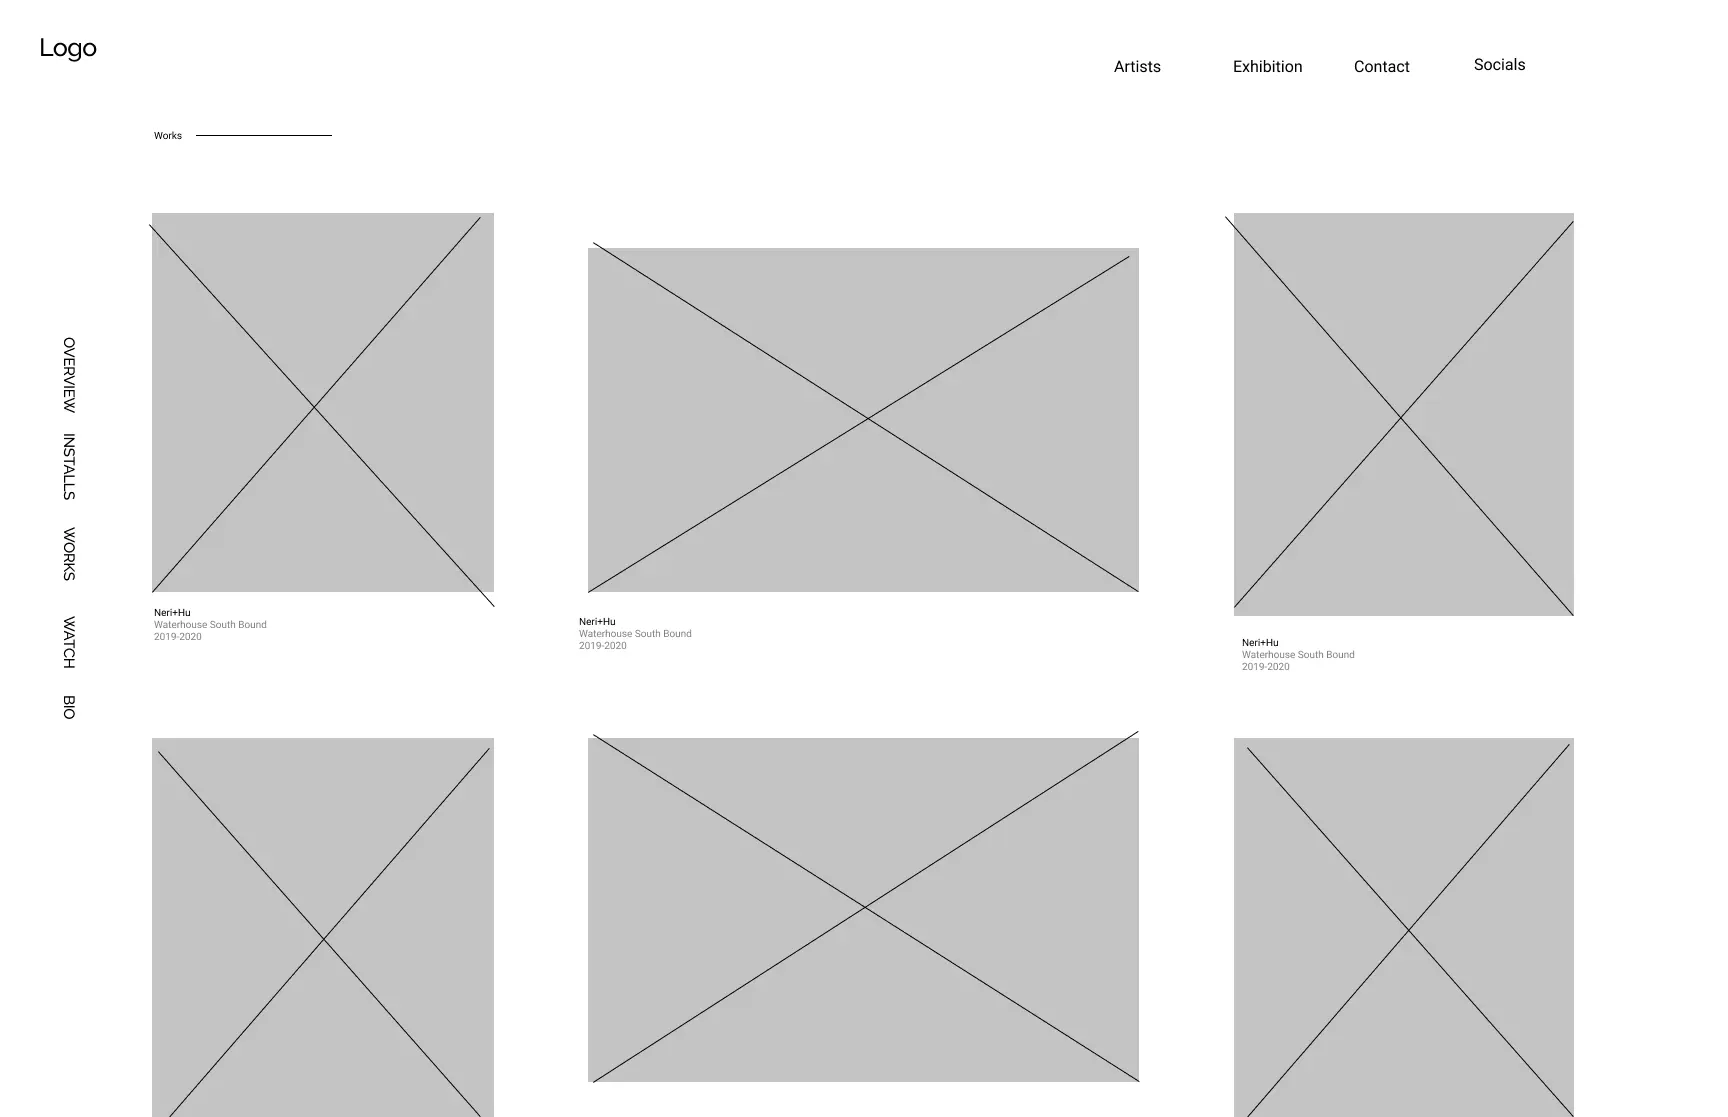 Logo
Artists
Exhibition
Contact
Socials
Works
OVERVIEW
INSTALLS
WORKS
WATCH
BIO
Neri+Hu
Waterhouse South Bound
2019-2020
Neri+Hu
Waterhouse South Bound
2019-2020
Neri+Hu
Waterhouse South Bound
2019-2020